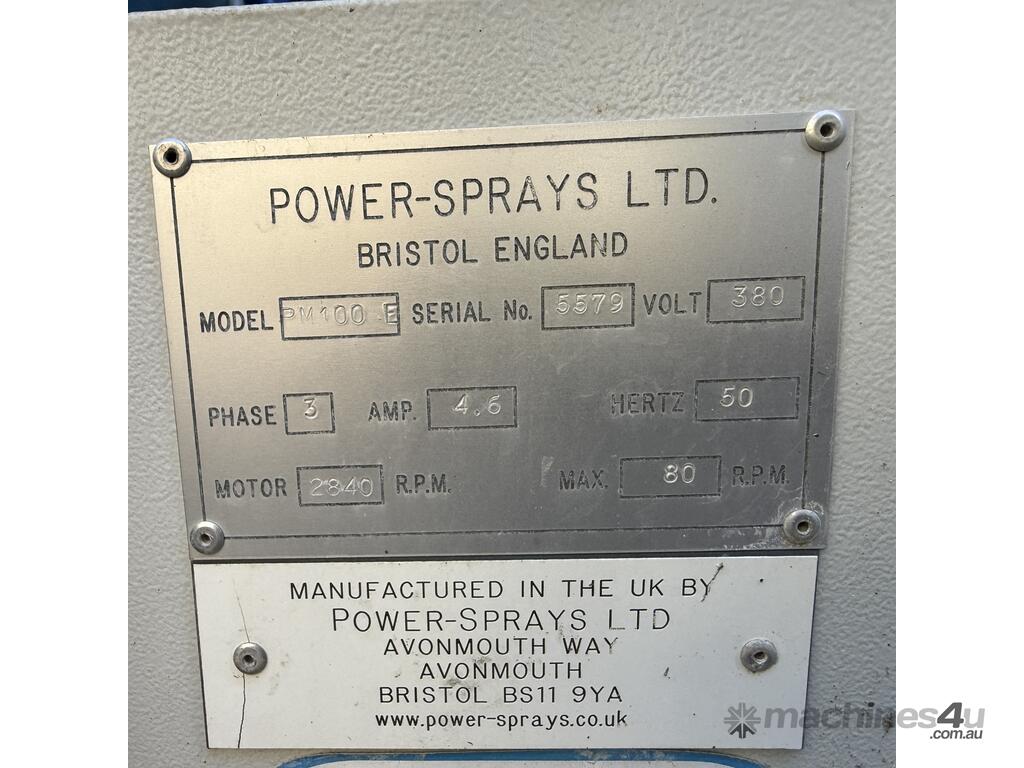 POWER-SPRAYS LTD.
BRISTOL ENGLAND
MODEL PM100 E SERIAL No. 5579 VOLT 380
PHASE 3 AMP. 4.6 HERTZ 50
MOTOR 2840 R.P.M. MAX. 80 R.P.M.
MANUFACTURED IN THE UK BY
POWER-SPRAYS LTD
AVONMOUTH WAY
AVONMOUTH
BRISTOL BS11 9YA
www.power-sprays.co.uk
machines4u
.com.au